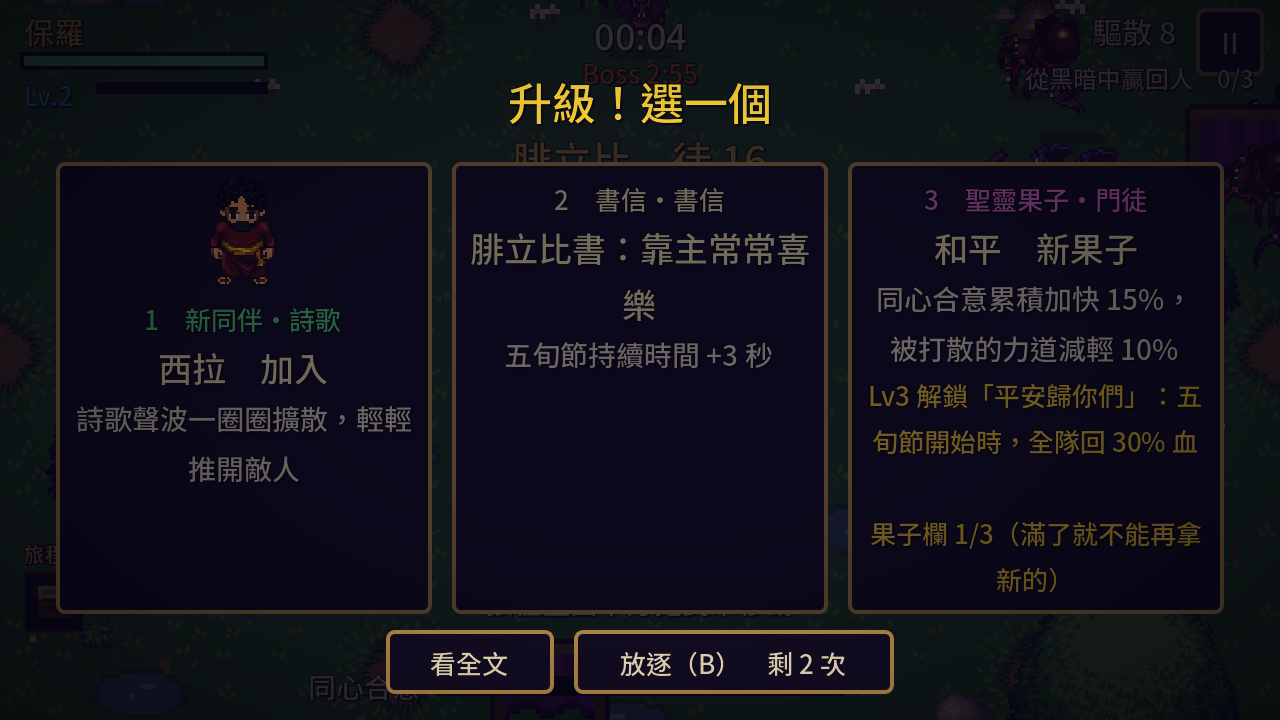 保羅
Lv.2
00:04
Boss 2:55
驅散 8
從黑暗中贏回人 0/3
升級！選一個
1 新同伴・詩歌
西拉 加入
詩歌聲波一圈圈擴散，輕輕
推開敵人
2 書信・書信
腓立比書：靠主常常喜
樂
五旬節持續時間 +3 秒
3 聖靈果子・門徒
和平 新果子
同心合意累積加快 15%，
被打散的力道減輕 10%
Lv3 解鎖「平安歸你們」：五
旬節開始時，全隊回 30% 血
果子欄 1/3（滿了就不能再拿
新的）
旅程
同心合意
看全文
放逐（B） 剩 2 次